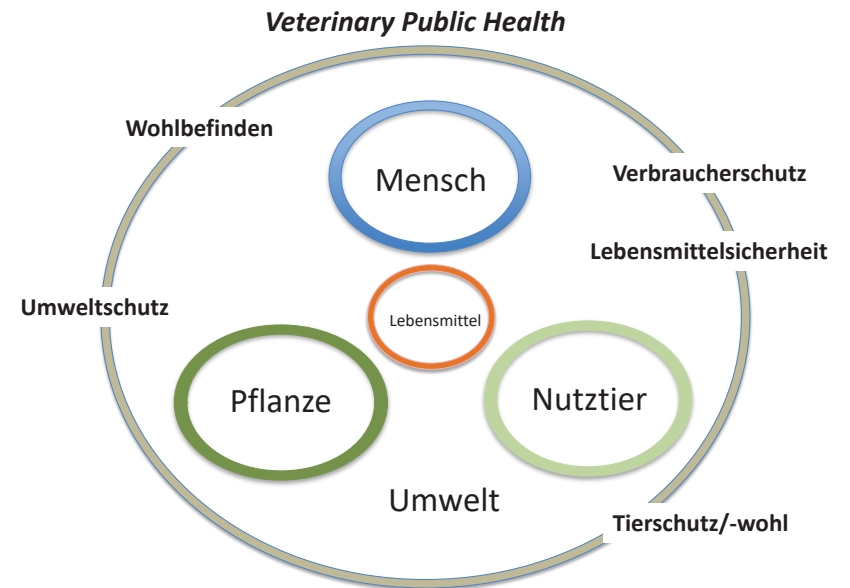 Veterinary Public Health
Wohlbefinden
Mensch
Verbraucherschutz
Lebensmittelsicherheit
Umweltschutz
Lebensmittel
Pflanze
Nutztier
Umwelt
Tierschutz/-wohl